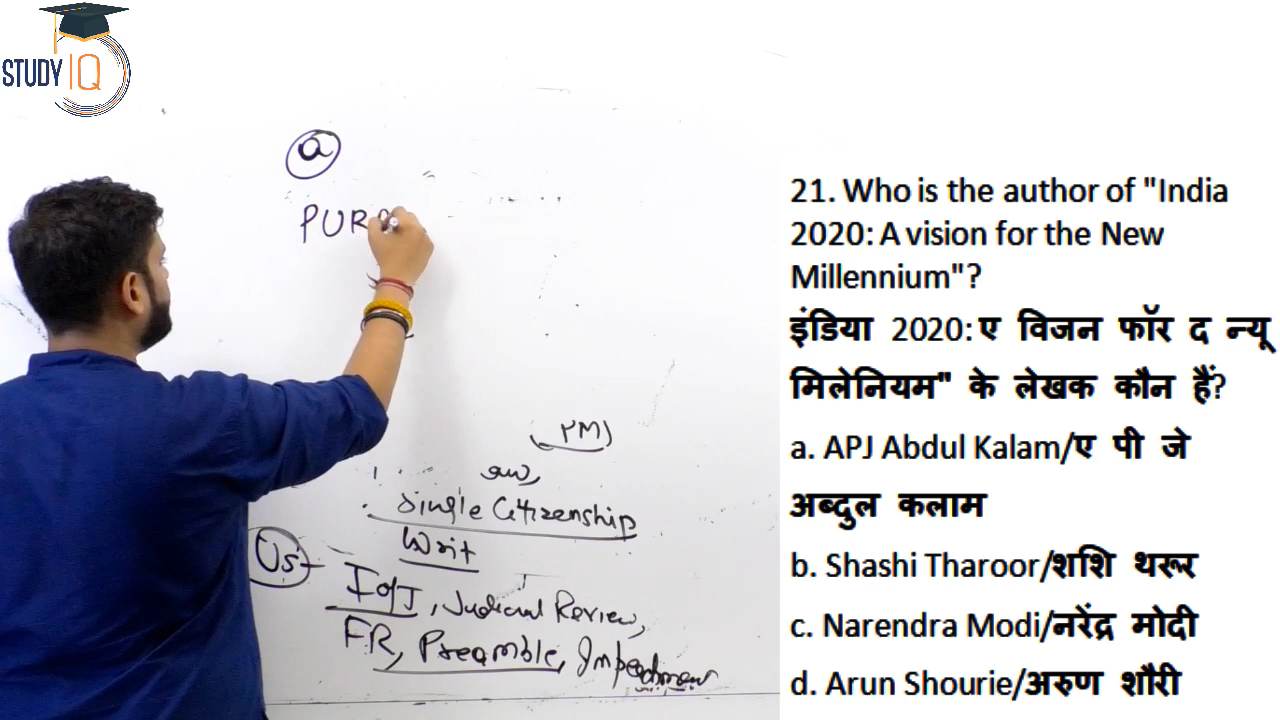 STUDY IQ
a
PUR
PM)
Single Citizenship
Writ
US
IofJ, Judicial Review,
FR, Preamble, Impeachment
21. Who is the author of "India
2020: A vision for the New
Millennium"?
इंडिया 2020: ए विजन फॉर द न्यू
मिलेनियम" के लेखक कौन हैं?
a. APJ Abdul Kalam/ए पी जे
अब्दुल कलाम
b. Shashi Tharoor/शशि थरूर
c. Narendra Modi/नरेंद्र मोदी
d. Arun Shourie/अरुण शौरी